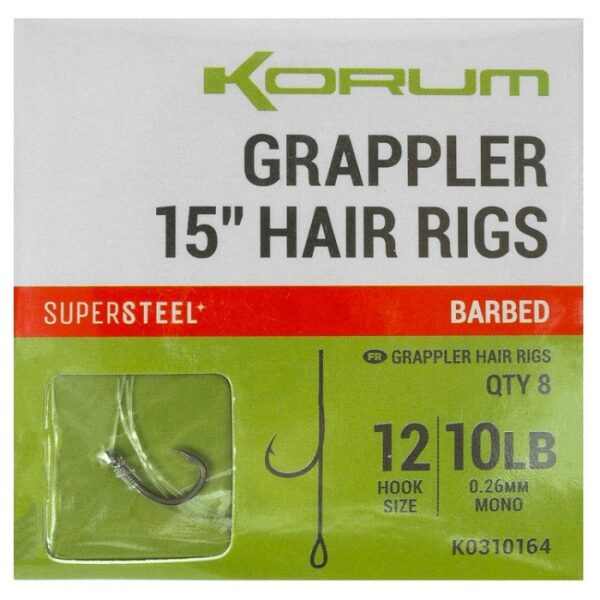 KORUM
GRAPPLER
15" HAIR RIGS
SUPERSTEEL
BARBED
FR GRAPPLER HAIR RIGS
QTY 8
12
HOOK
SIZE
10LB
0.26MM
MONO
K0310164